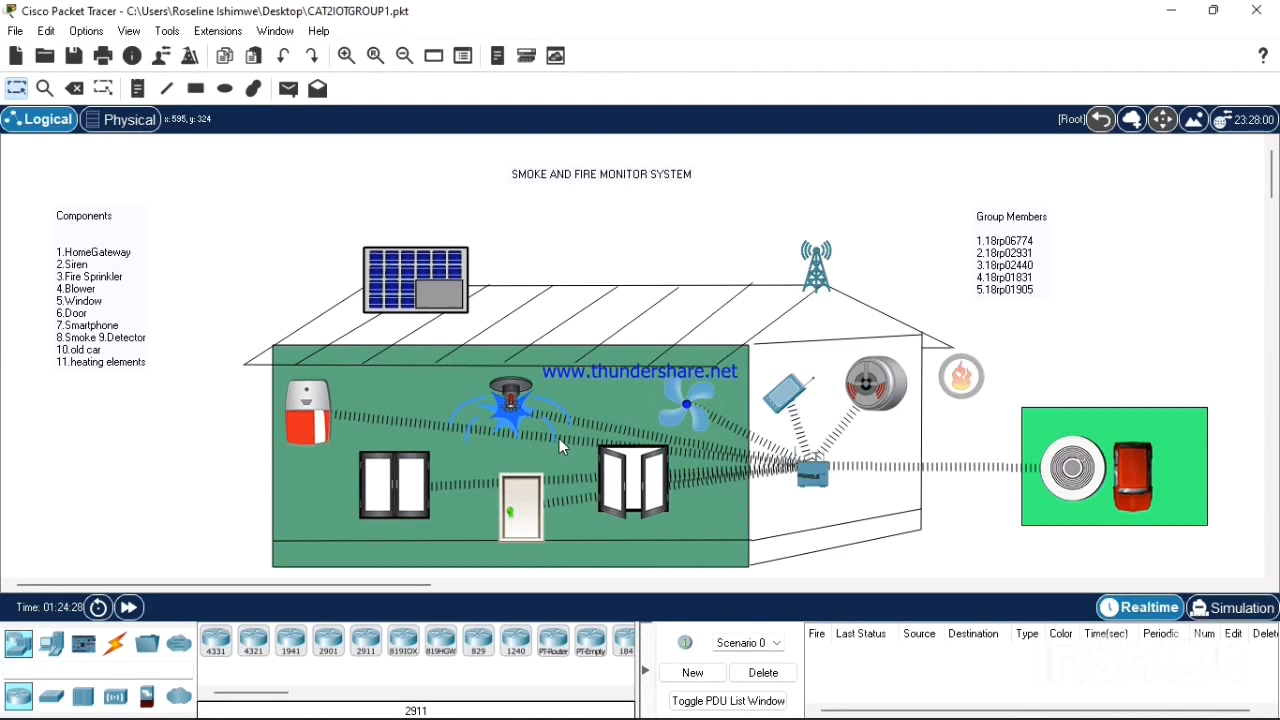 Cisco Packet Tracer - C:\Users\Roseline Ishimwe\Desktop\CAT2IOTGROUP1.pkt
File Edit Options View Tools Extensions Window Help
?
Logical Physical x: 595, y: 324 [Root] 23:28:00
SMOKE AND FIRE MONITOR SYSTEM
Components
1.HomeGateway
2.Siren
3.Fire Sprinkler
4.Blower
5.Window
6.Door
7.Smartphone
8.Smoke 9.Detector
10.old car
11.heating elements
Group Members
1.18rp06774
2.18rp02931
3.18rp02440
4.18rp01831
5.18rp01905
www.thundershare.net
Time: 01:24:28 Realtime Simulation
4331 4321 1941 2901 2911 819IOX 819HGW 829 1240 PT-Router PT-Empty 184
2911
Scenario 0
New Delete
Toggle PDU List Window
Fire Last Status Source Destination Type Color Time(sec) Periodic Num Edit Delet